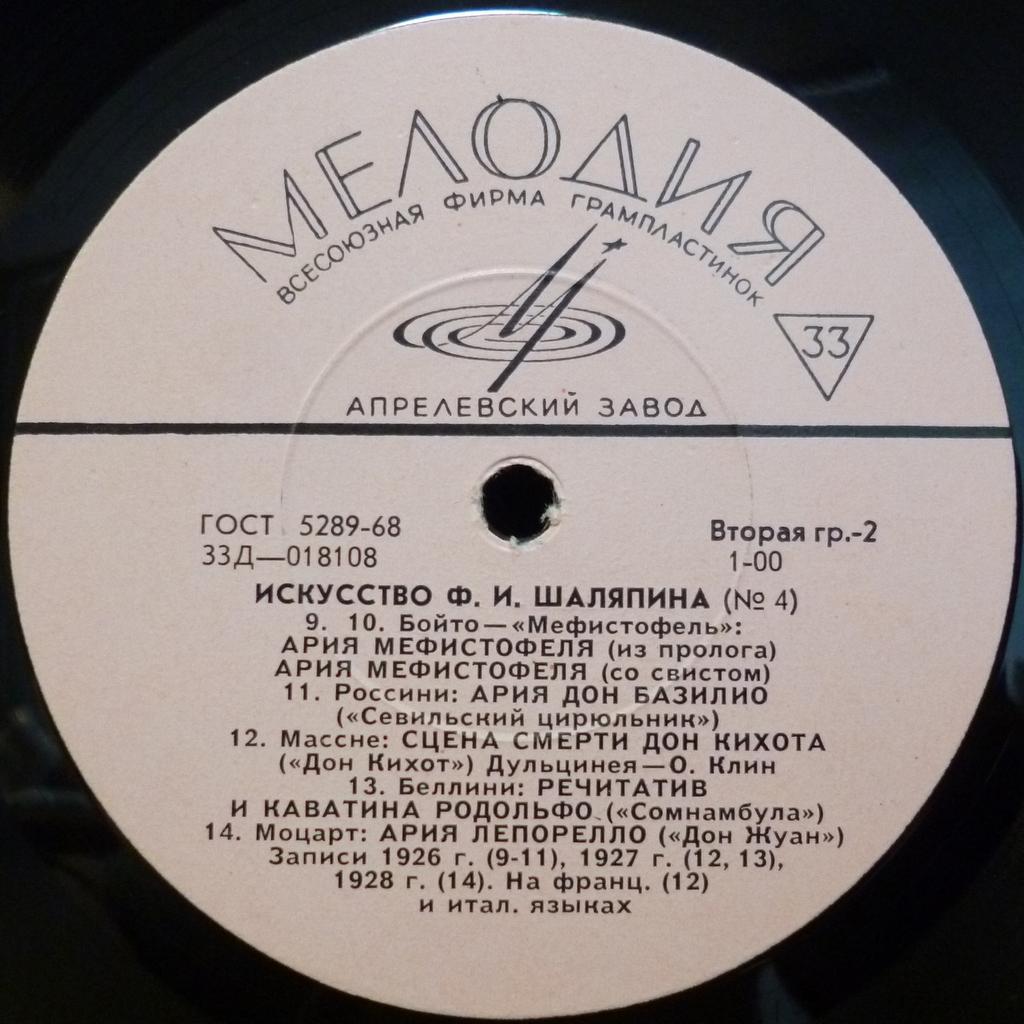 МЕЛОДИЯ
ВСЕСОЮЗНАЯ ФИРМА ГРАМПЛАСТИНОК
33
АПРЕЛЕВСКИЙ ЗАВОД
ГОСТ 5289-68
33Д—018108
Вторая гр.-2
1-00
ИСКУССТВО Ф. И. ШАЛЯПИНА (№ 4)
9. 10. Бойто—«Мефистофель»:
АРИЯ МЕФИСТОФЕЛЯ (из пролога)
АРИЯ МЕФИСТОФЕЛЯ (со свистом)
11. Россини: АРИЯ ДОН БАЗИЛИО
(«Севильский цирюльник»)
12. Массне: СЦЕНА СМЕРТИ ДОН КИХОТА
(«Дон Кихот») Дульцинея—О. Клин
13. Беллини: РЕЧИТАТИВ
И КАВАТИНА РОДОЛЬФО («Сомнамбула»)
14. Моцарт: АРИЯ ЛЕПОРЕЛЛО («Дон Жуан»)
Записи 1926 г. (9-11), 1927 г. (12, 13),
1928 г. (14). На франц. (12)
и итал. языках